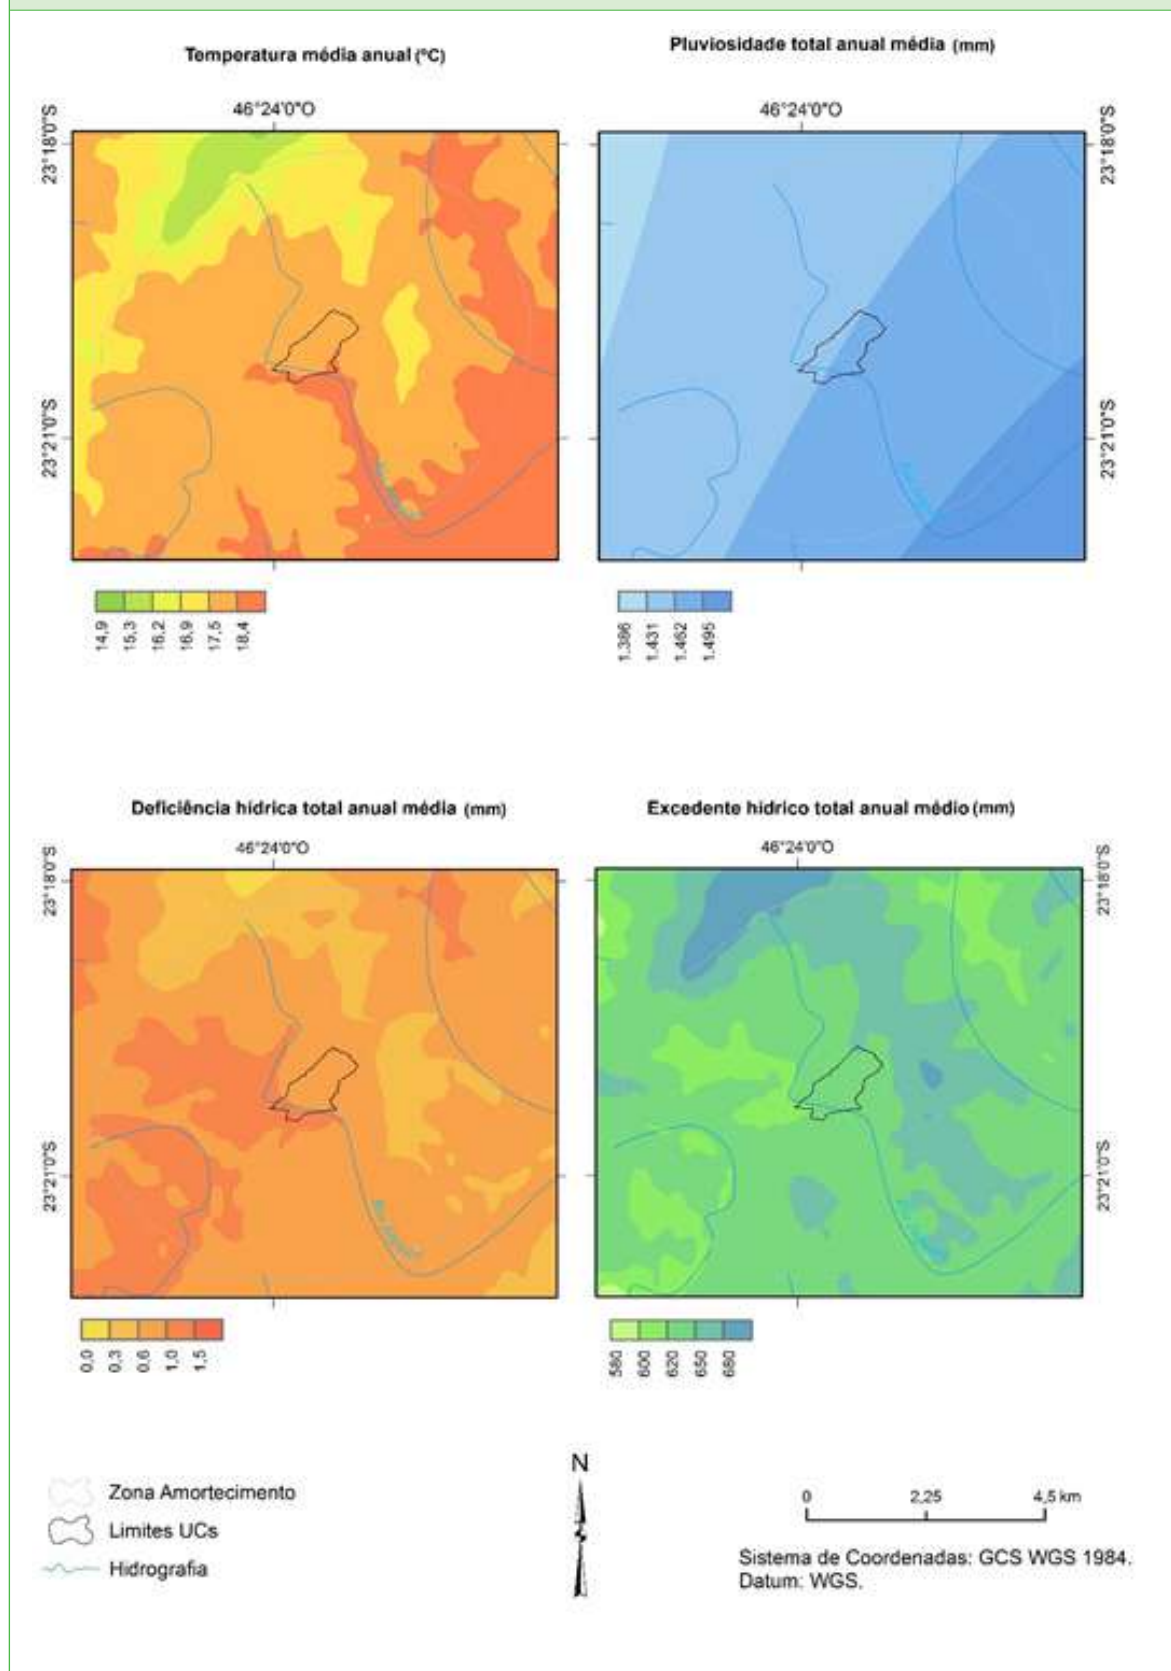 Temperatura média anual (ºC)
Pluviosidade total anual média (mm)
46°24'0"O
46°24'0"O
23°18'0"S
23°18'0"S
23°21'0"S
23°21'0"S
14,9
15,3
16,2
16,9
17,5
18,4
1.386
1.431
1.462
1.495
Deficiência hídrica total anual média (mm)
Excedente hídrico total anual médio (mm)
46°24'0"O
46°24'0"O
23°18'0"S
23°18'0"S
23°21'0"S
23°21'0"S
0.0
0.3
0.6
1.0
1.5
580
600
620
650
680
Zona Amortecimento
Limites UCs
Hidrografia
N
0
2,25
4,5 km
Sistema de Coordenadas: GCS WGS 1984.
Datum: WGS.